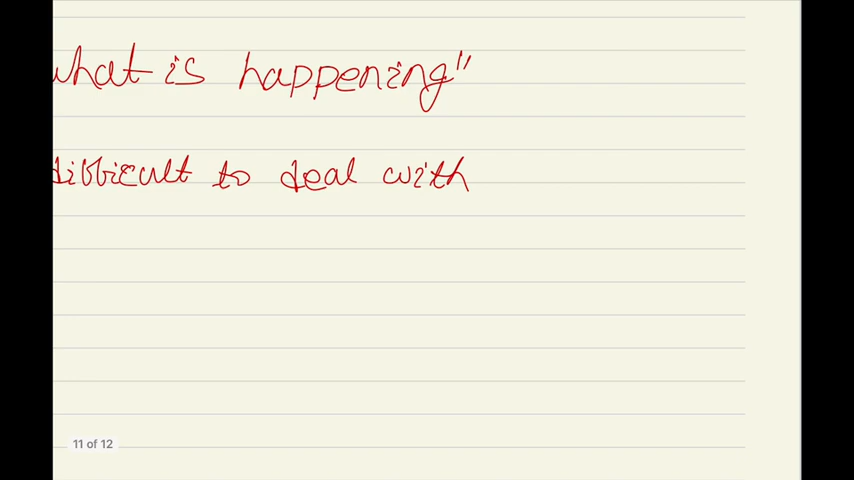 what is happening"
difficult to deal with
11 of 12